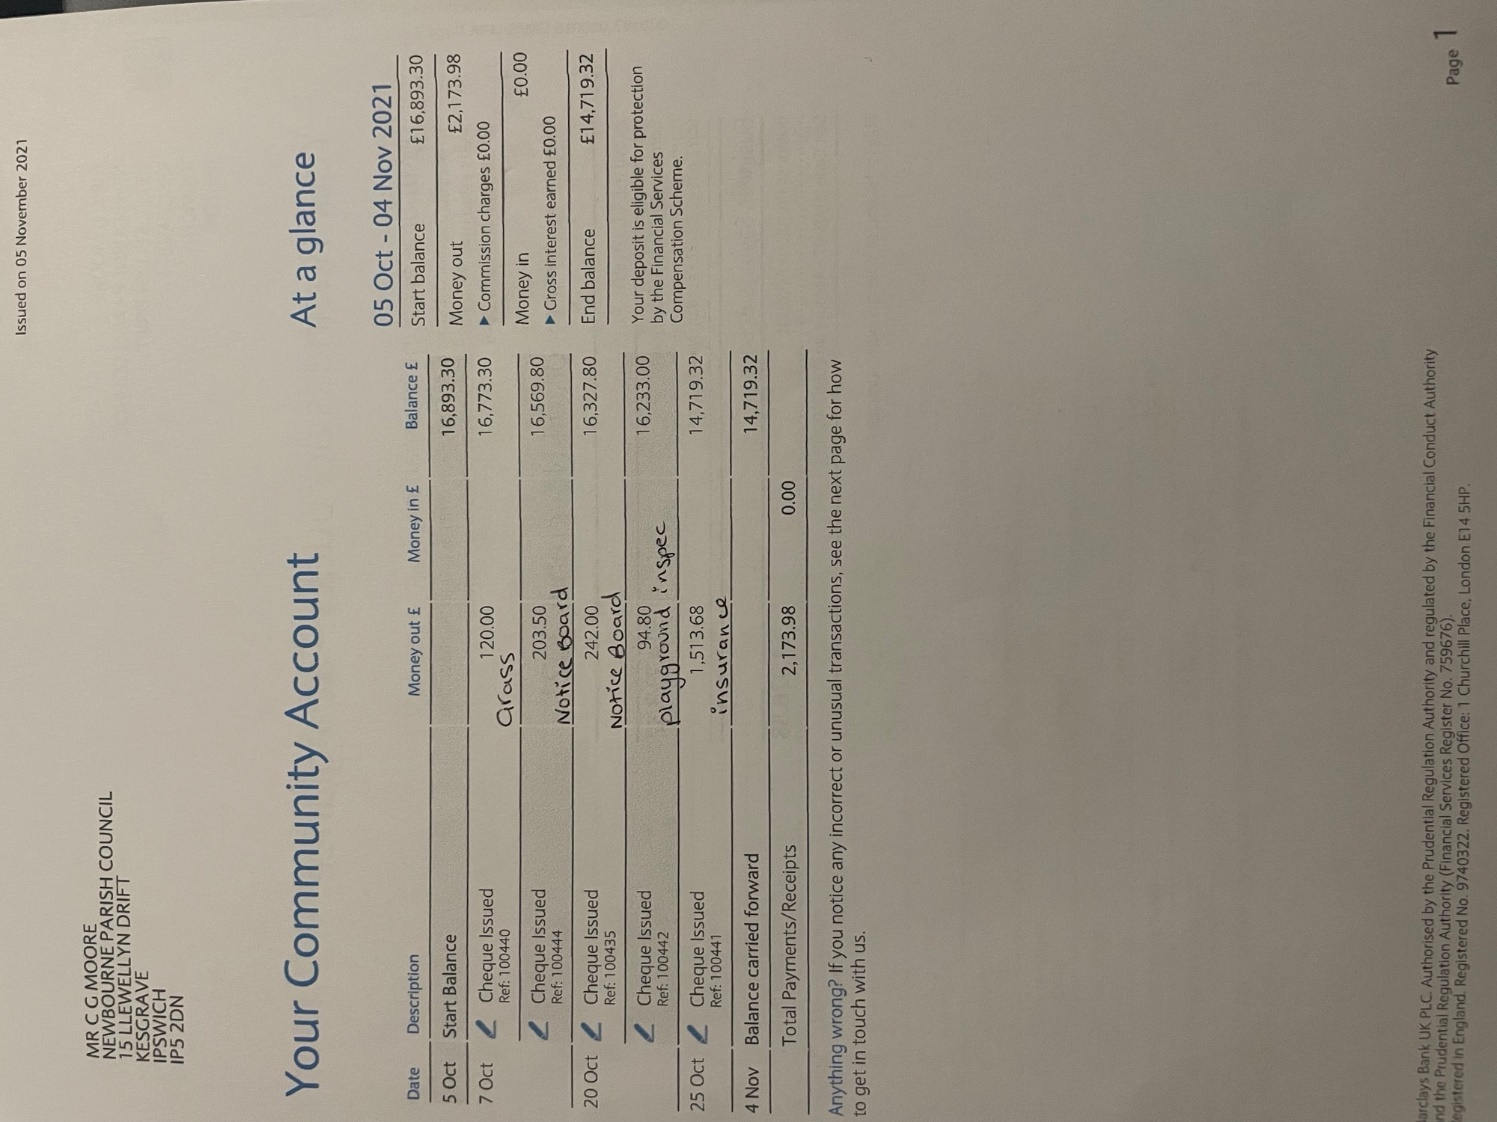 Issued on 05 November 2021
MR C G MOORE
NEWBOURNE PARISH COUNCIL
15 LLEWELLYN DRIFT
KESGRAVE
IPSWICH
IP5 2DN
Your Community Account
Date Description Money out £ Money in £ Balance £
5 Oct Start Balance 16,893.30
7 Oct Cheque Issued 120.00 16,773.30
Ref: 100440 Grass
Cheque Issued 203.50 16,569.80
Ref: 100444 Notice Board
20 Oct Cheque Issued 242.00 16,327.80
Ref: 100435 Notice Board
Cheque Issued 94.80 16,233.00
Ref: 100442 playground inspec
25 Oct Cheque Issued 1,513.68 14,719.32
Ref: 100441 insurance
4 Nov Balance carried forward 14,719.32
Total Payments/Receipts 2,173.98 0.00
Anything wrong? If you notice any incorrect or unusual transactions, see the next page for how
to get in touch with us.
At a glance
05 Oct - 04 Nov 2021
Start balance £16,893.30
Money out £2,173.98
▶ Commission charges £0.00
Money in £0.00
▶ Gross interest earned £0.00
End balance £14,719.32
Your deposit is eligible for protection
by the Financial Services
Compensation Scheme.
Bank UK PLC. Authorised by the Prudential Regulation Authority and regulated by the Financial Conduct Authority
the Prudential Regulation Authority (Financial Services Register No. 759676).
in England. Registered No. 9740322. Registered Office: 1 Churchill Place, London E14 5HP.
Page 1